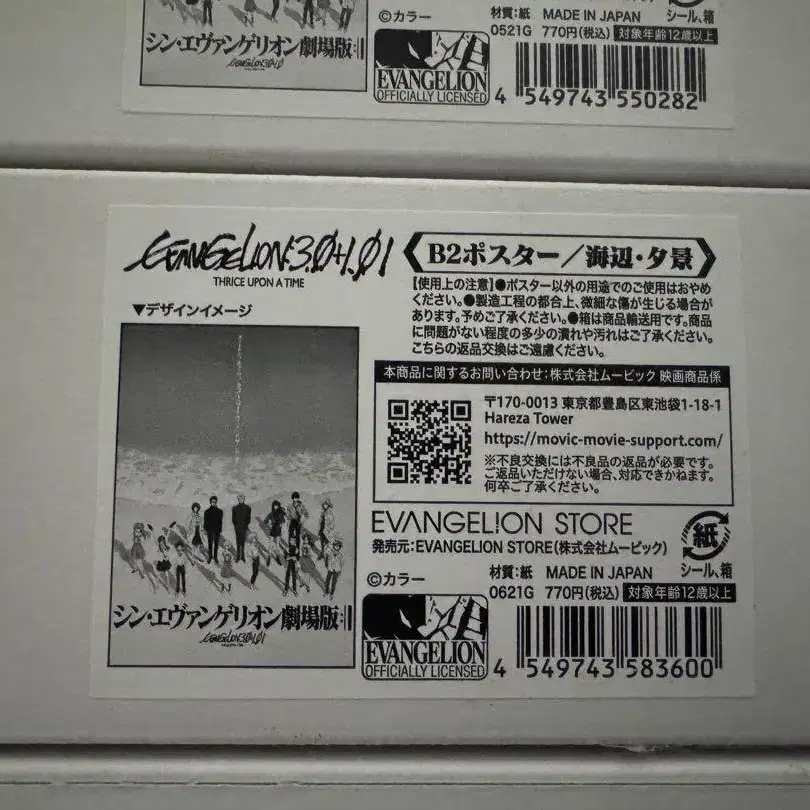 シン・エヴァンゲリオン劇場版:||
©カラー
材質:紙 MADE IN JAPAN シール、箱
0521G 770円(税込) 対象年齢12歳以上
EVANGELION
OFFICIALLY LICENSED
4 549743 550282
EVANGELION:3.0+1.01
THRICE UPON A TIME
▼デザインイメージ
シン・エヴァンゲリオン劇場版:||
EVANGELION:3.0+1.01
B2ポスター/海辺・夕景
【使用上の注意】●ポスター以外の用途でのご使用はおやめ
ください。●製造工程の都合上、微細な傷が生じる場合が
あります。予めご了承ください。●箱は商品輸送用です。商品
に問題がない程度の多少の潰れや汚れはご了承ください。
こちらの返品交換はご遠慮ください。
本商品に関するお問い合わせ:株式会社ムービック 映画商品係
〒170-0013 東京都豊島区東池袋1-18-1
Hareza Tower
https://movic-movie-support.com/
※不良交換には不良品の返品が必要です。
ご返品いただけない場合、対応できかねます。
何卒ご了承ください。
EVANGELION STORE
発売元:EVANGELION STORE(株式会社ムービック)
紙
©カラー
材質:紙 MADE IN JAPAN シール、箱
0621G 770円(税込) 対象年齢12歳以上
EVANGELION
OFFICIALLY LICENSED
4 549743 583600